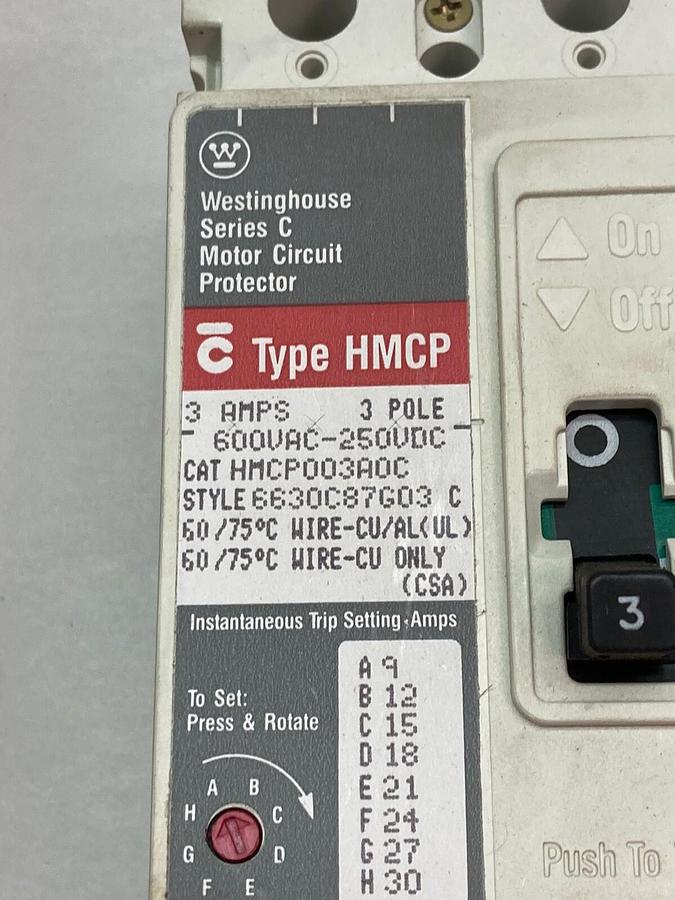 Westinghouse
Series C
Motor Circuit
Protector
C Type HMCP
3 AMPS 3 POLE
600VAC-250VDC
CAT HMCP003A0C
STYLE 6630C87G03 C
60/75°C WIRE-CU/AL(UL)
60/75°C WIRE-CU ONLY
(CSA)
Instantaneous Trip Setting-Amps
To Set:
Press & Rotate
A 9
B 12
C 15
D 18
E 21
F 24
G 27
H 30
A B
H C
G D
F E
On
Off
3
Push To